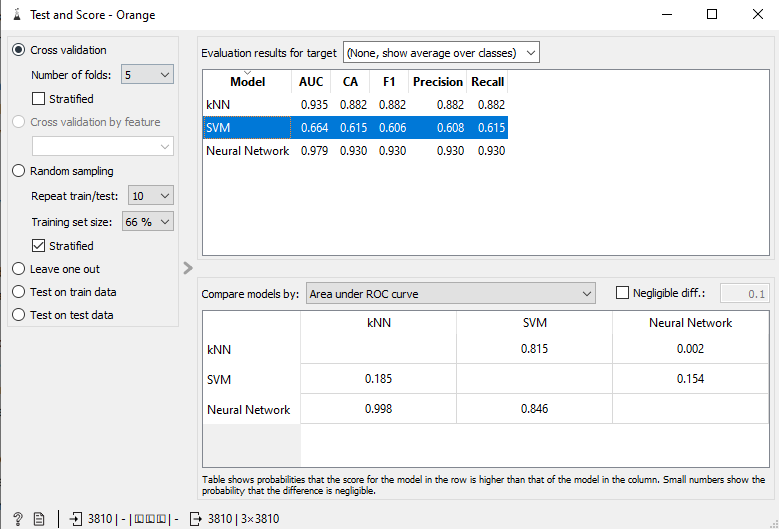 Test and Score - Orange
Cross validation
Number of folds: 5
Stratified
Cross validation by feature
Random sampling
Repeat train/test: 10
Training set size: 66 %
Stratified
Leave one out
Test on train data
Test on test data
Evaluation results for target (None, show average over classes)
Model AUC CA F1 Precision Recall
kNN 0.935 0.882 0.882 0.882 0.882
SVM 0.664 0.615 0.606 0.608 0.615
Neural Network 0.979 0.930 0.930 0.930 0.930
Compare models by: Area under ROC curve Negligible diff.: 0.1
kNN SVM Neural Network
kNN 0.815 0.002
SVM 0.185 0.154
Neural Network 0.998 0.846
Table shows probabilities that the score for the model in the row is higher than that of the model in the column. Small numbers show the
probability that the difference is negligible.
? 3810 | - | | - 3810 | 3×3810